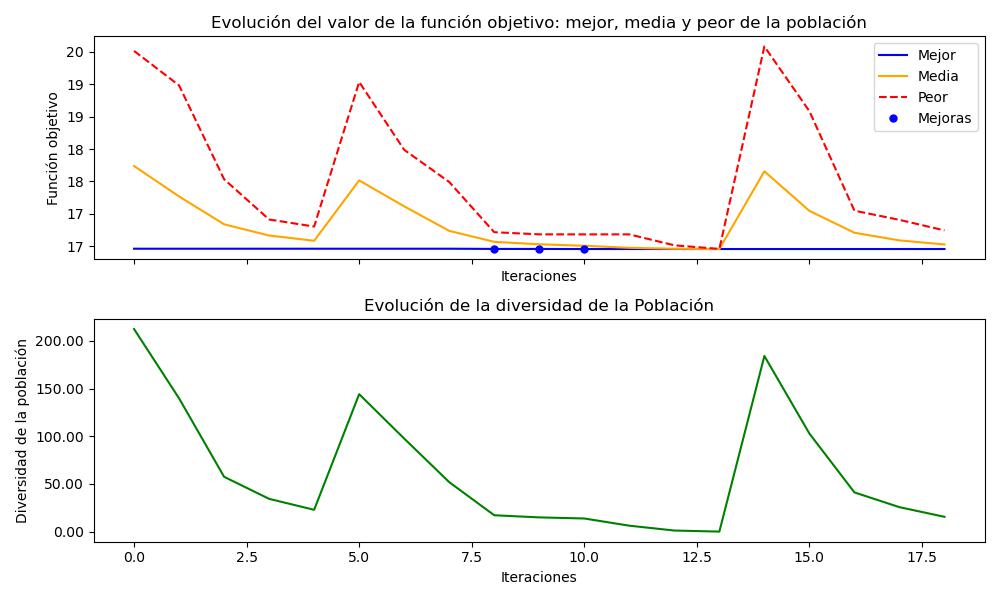 Evolución del valor de la función objetivo: mejor, media y peor de la población
Función objetivo
20
19
19
18
18
17
17
Mejor
Media
Peor
Mejoras
Iteraciones
Evolución de la diversidad de la Población
Diversidad de la población
200.00
150.00
100.00
50.00
0.00
0.0 2.5 5.0 7.5 10.0 12.5 15.0 17.5
Iteraciones